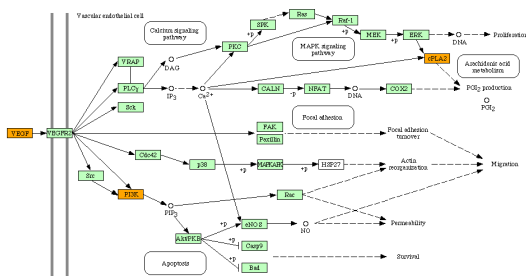 Vascular endothelial cell
Calcium signaling
pathway
SPK
Ras
Raf-1
MEK
ERK
DNA
Proliferation
+p
+p
+p
+p
MAPK signaling
pathway
PKC
VRAP
DAG
cPLA2
Arachidonic acid
metabolism
PLCγ
IP3
Ca2+
CALN
-p
NFAT
DNA
COX2
PGI2 production
PGI2
Sck
Focal adhesion
VEGF
VEGFR2
FAK
Paxillin
Focal adhesion
turnover
Cdc42
p38
MAPKAPK
+p
HSP27
Actin
reorganization
Migration
Src
PI3K
PIP3
Rac
+p
+p
eNOS
NO
Permeability
Akt/PKB
+p
Casp9
+p
Bad
Survival
Apoptosis